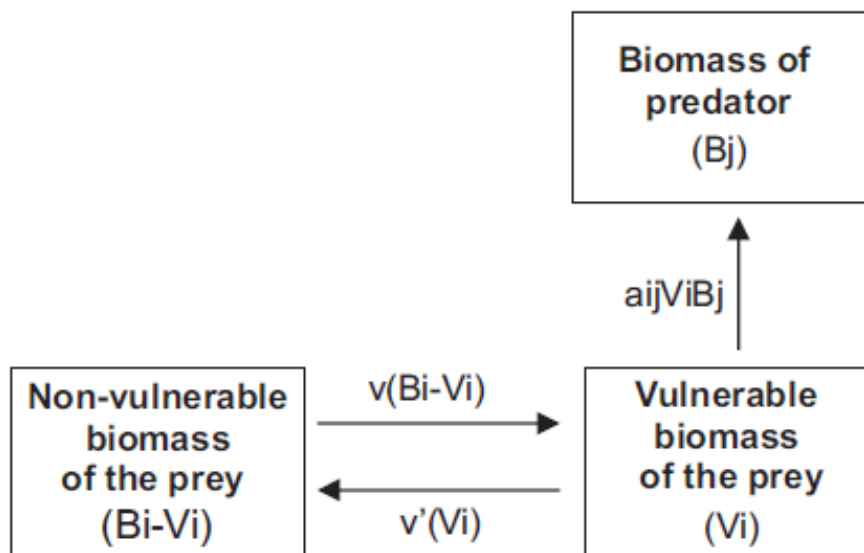 Biomass of
predator
(Bj)
aijViBj
Non-vulnerable
biomass
of the prey
(Bi-Vi)
v(Bi-Vi)
v’(Vi)
Vulnerable
biomass
of the prey
(Vi)